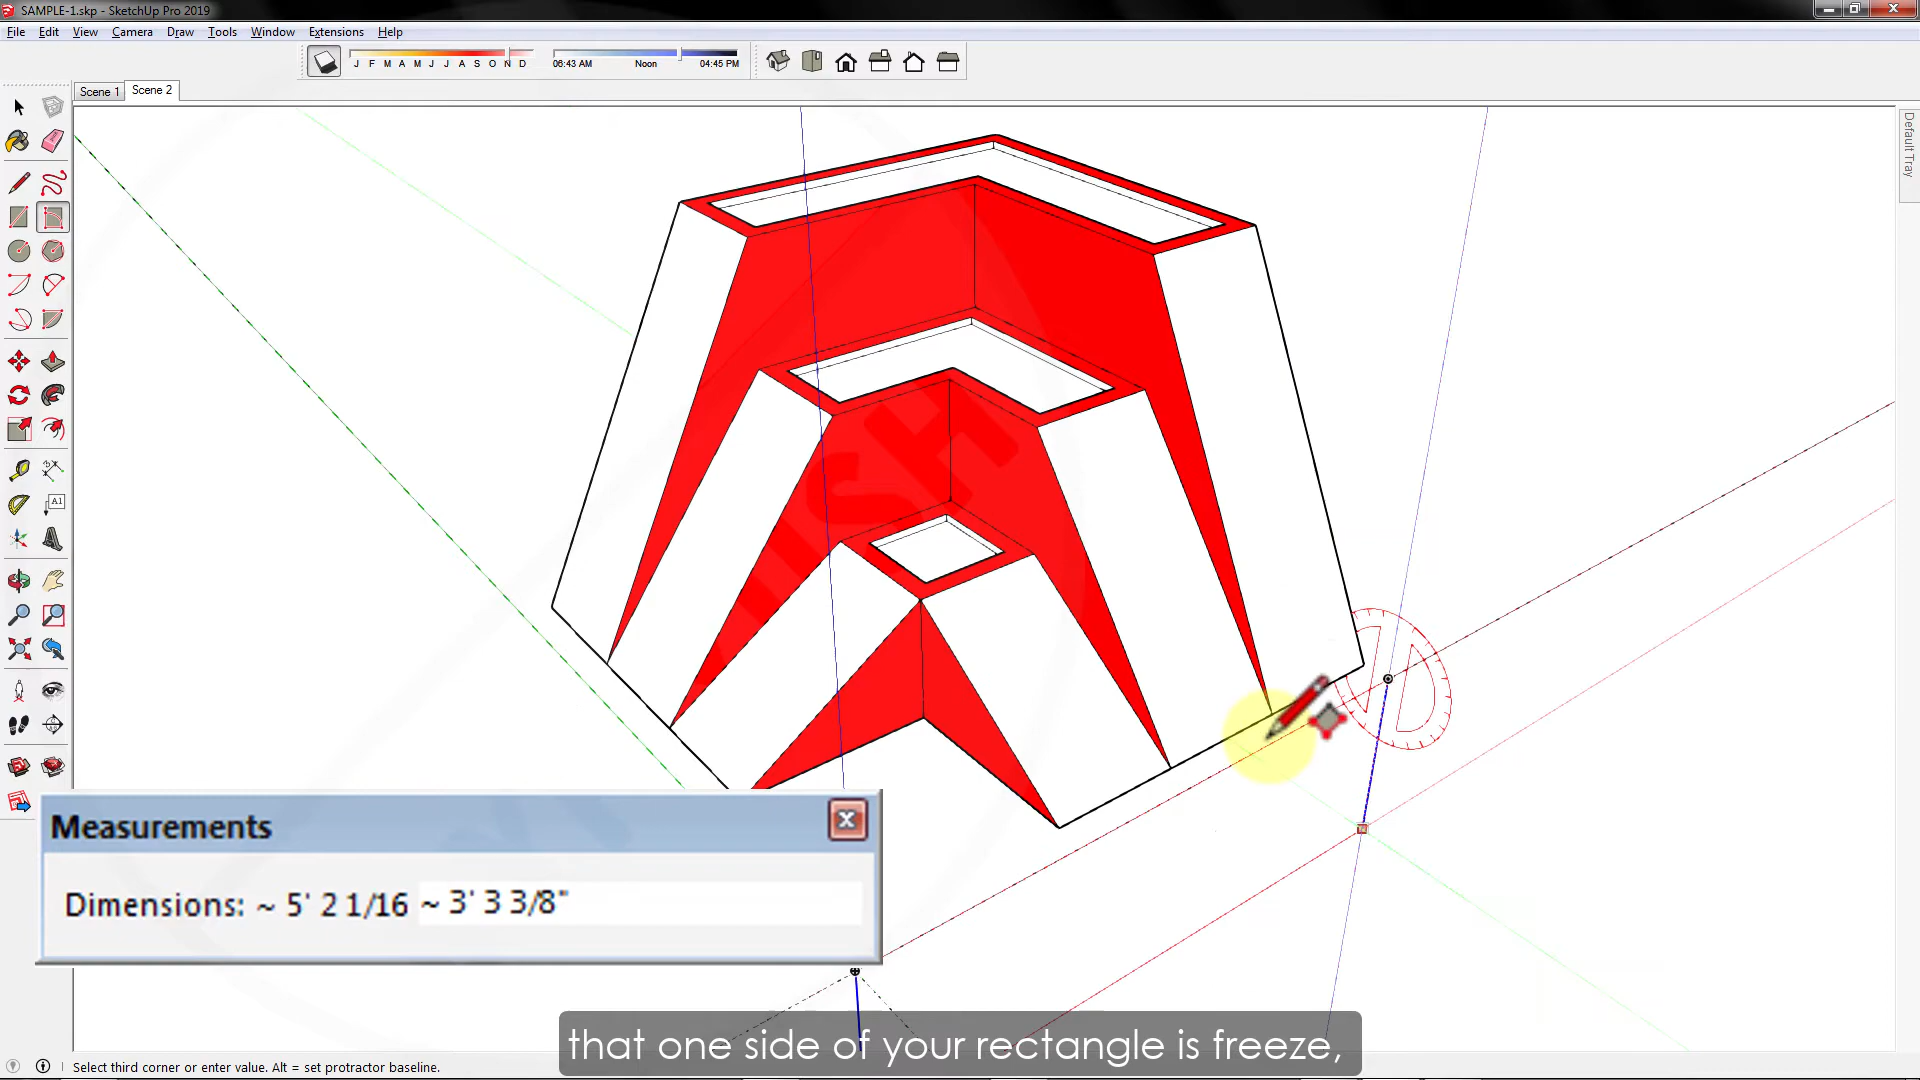 SAMPLE-1.skp - SketchUp Pro 2019
File Edit View Camera Draw Tools Window Extensions Help
J F M A M J J A S O N D
06:43 AM Noon 04:45 PM
Scene 1 Scene 2
Default Tray
A1
Measurements
Dimensions: ~ 5' 2 1/16 ~ 3' 3 3/8"
that one side of your rectangle is freeze,
Select third corner or enter value. Alt = set protractor baseline.